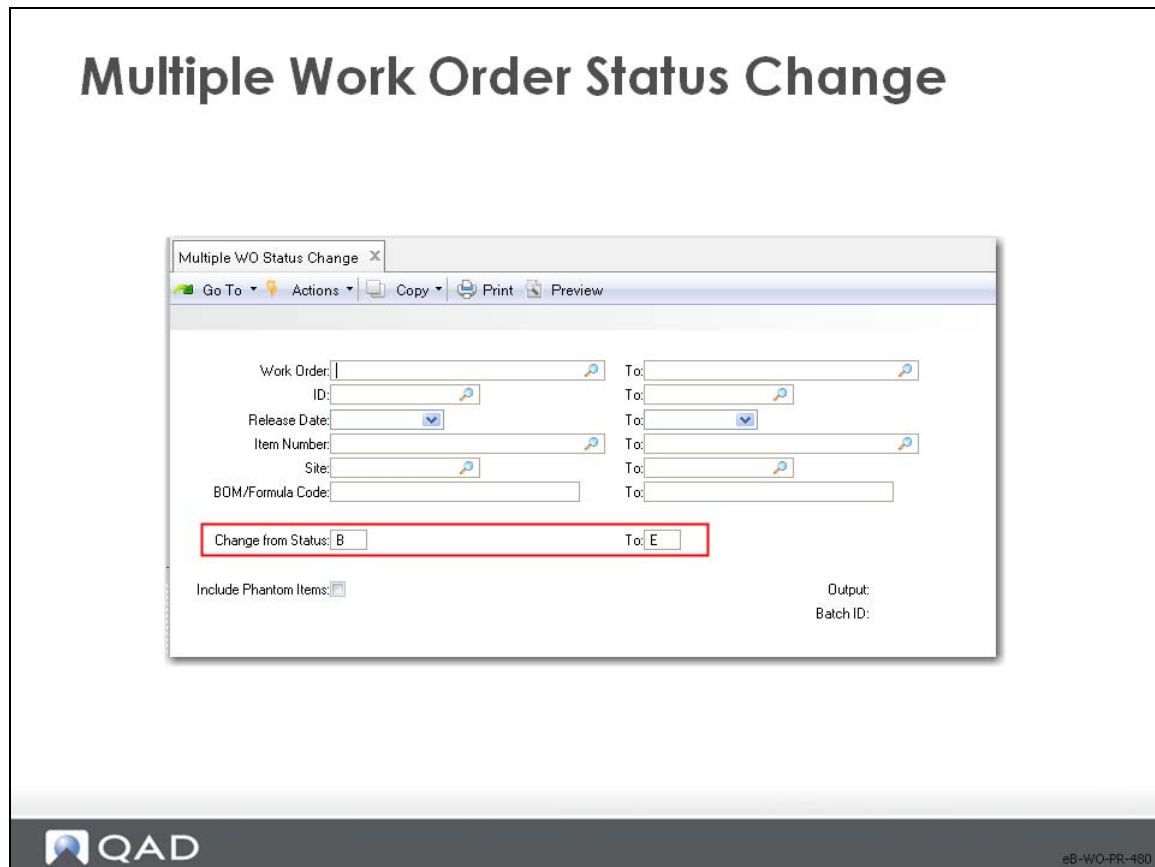 Multiple Work Order Status Change
Multiple WO Status Change X
Go To Actions Copy Print Preview
Work Order: To:
ID: To:
Release Date: To:
Item Number: To:
Site: To:
BOM/Formula Code: To:
Change from Status: B To: E
Include Phantom Items: Output:
Batch ID:
QAD
eB-WO-PR-480